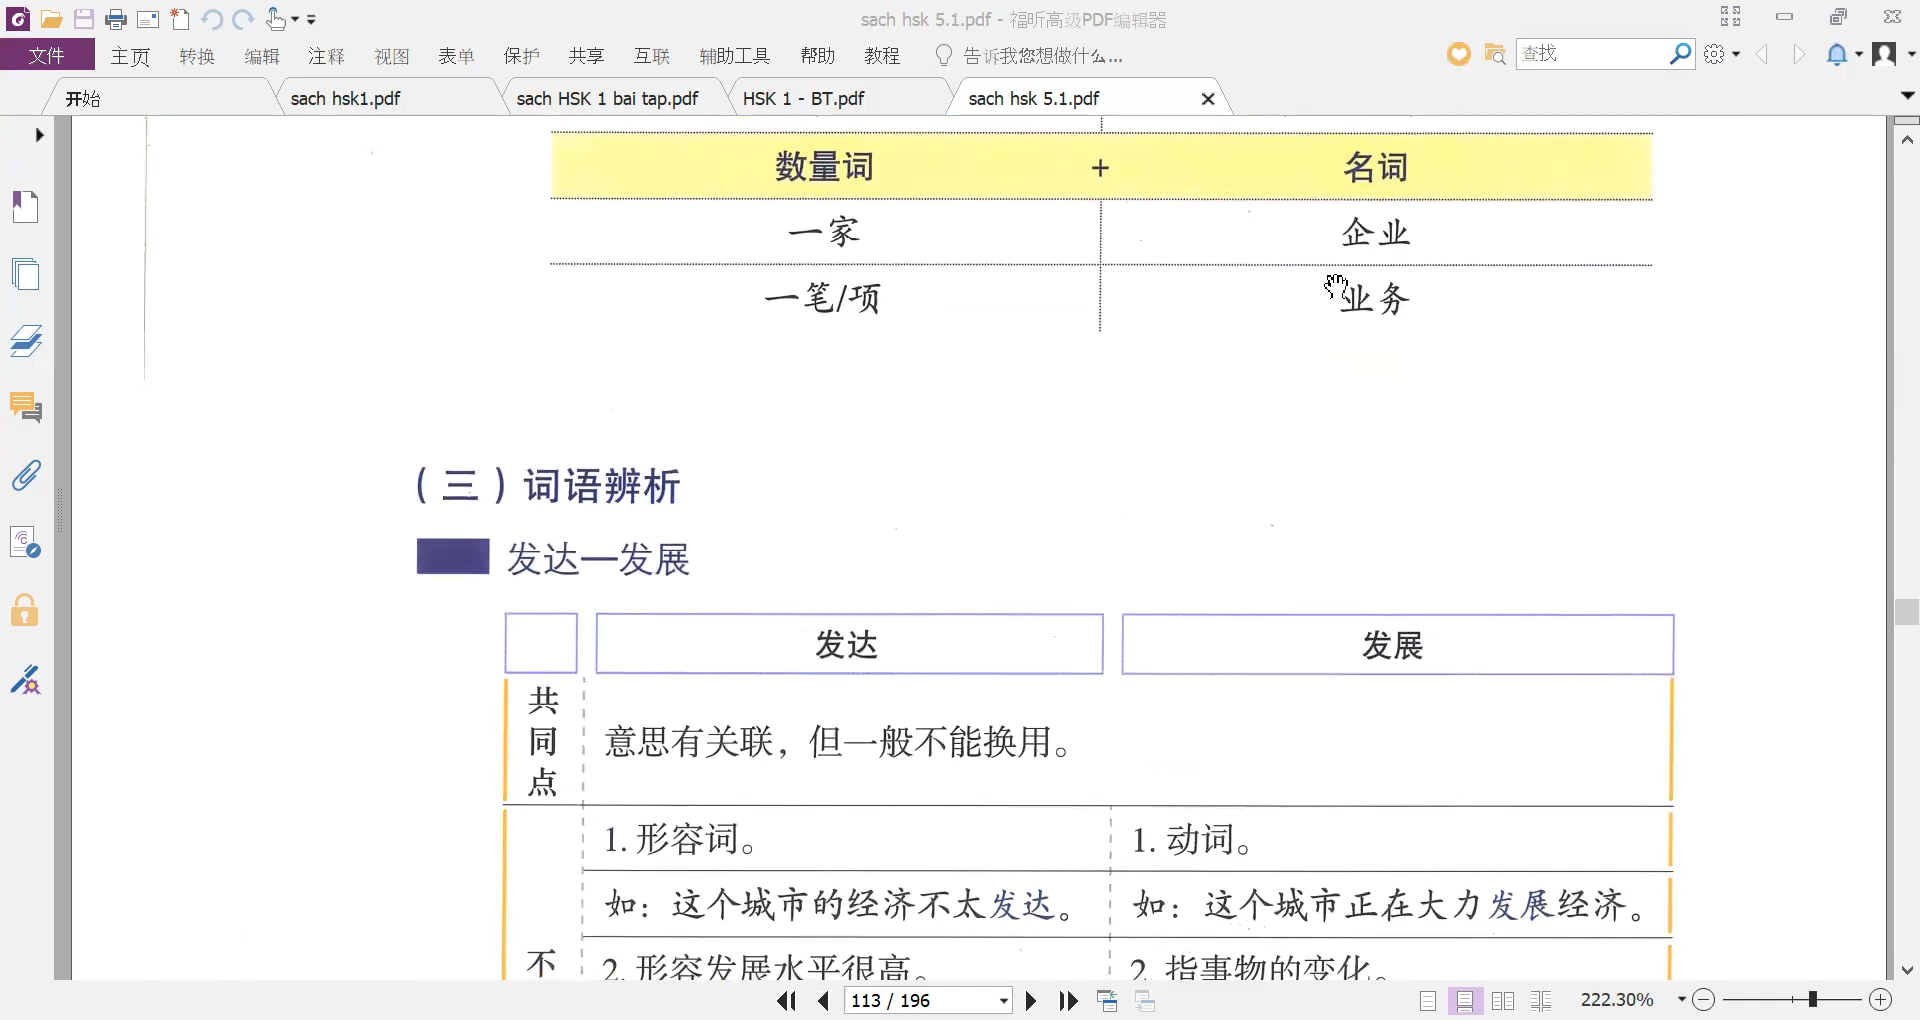 sach hsk 5.1.pdf - 福昕高级PDF编辑器
文件 主页 转换 编辑 注释 视图 表单 保护 共享 互联 辅助工具 帮助 教程 告诉我您想做什么... 查找
开始 sach hsk1.pdf sach HSK 1 bai tap.pdf HSK 1 - BT.pdf sach hsk 5.1.pdf
数量词 + 名词
一家 企业
一笔/项 业务
（三）词语辨析
发达—发展
发达 发展
共同点 意思有关联，但一般不能换用。
1. 形容词。 1. 动词。
如：这个城市的经济不太发达。 如：这个城市正在大力发展经济。
不 2. 形容发展水平很高。 2. 指事物的变化。
113 / 196 222.30%